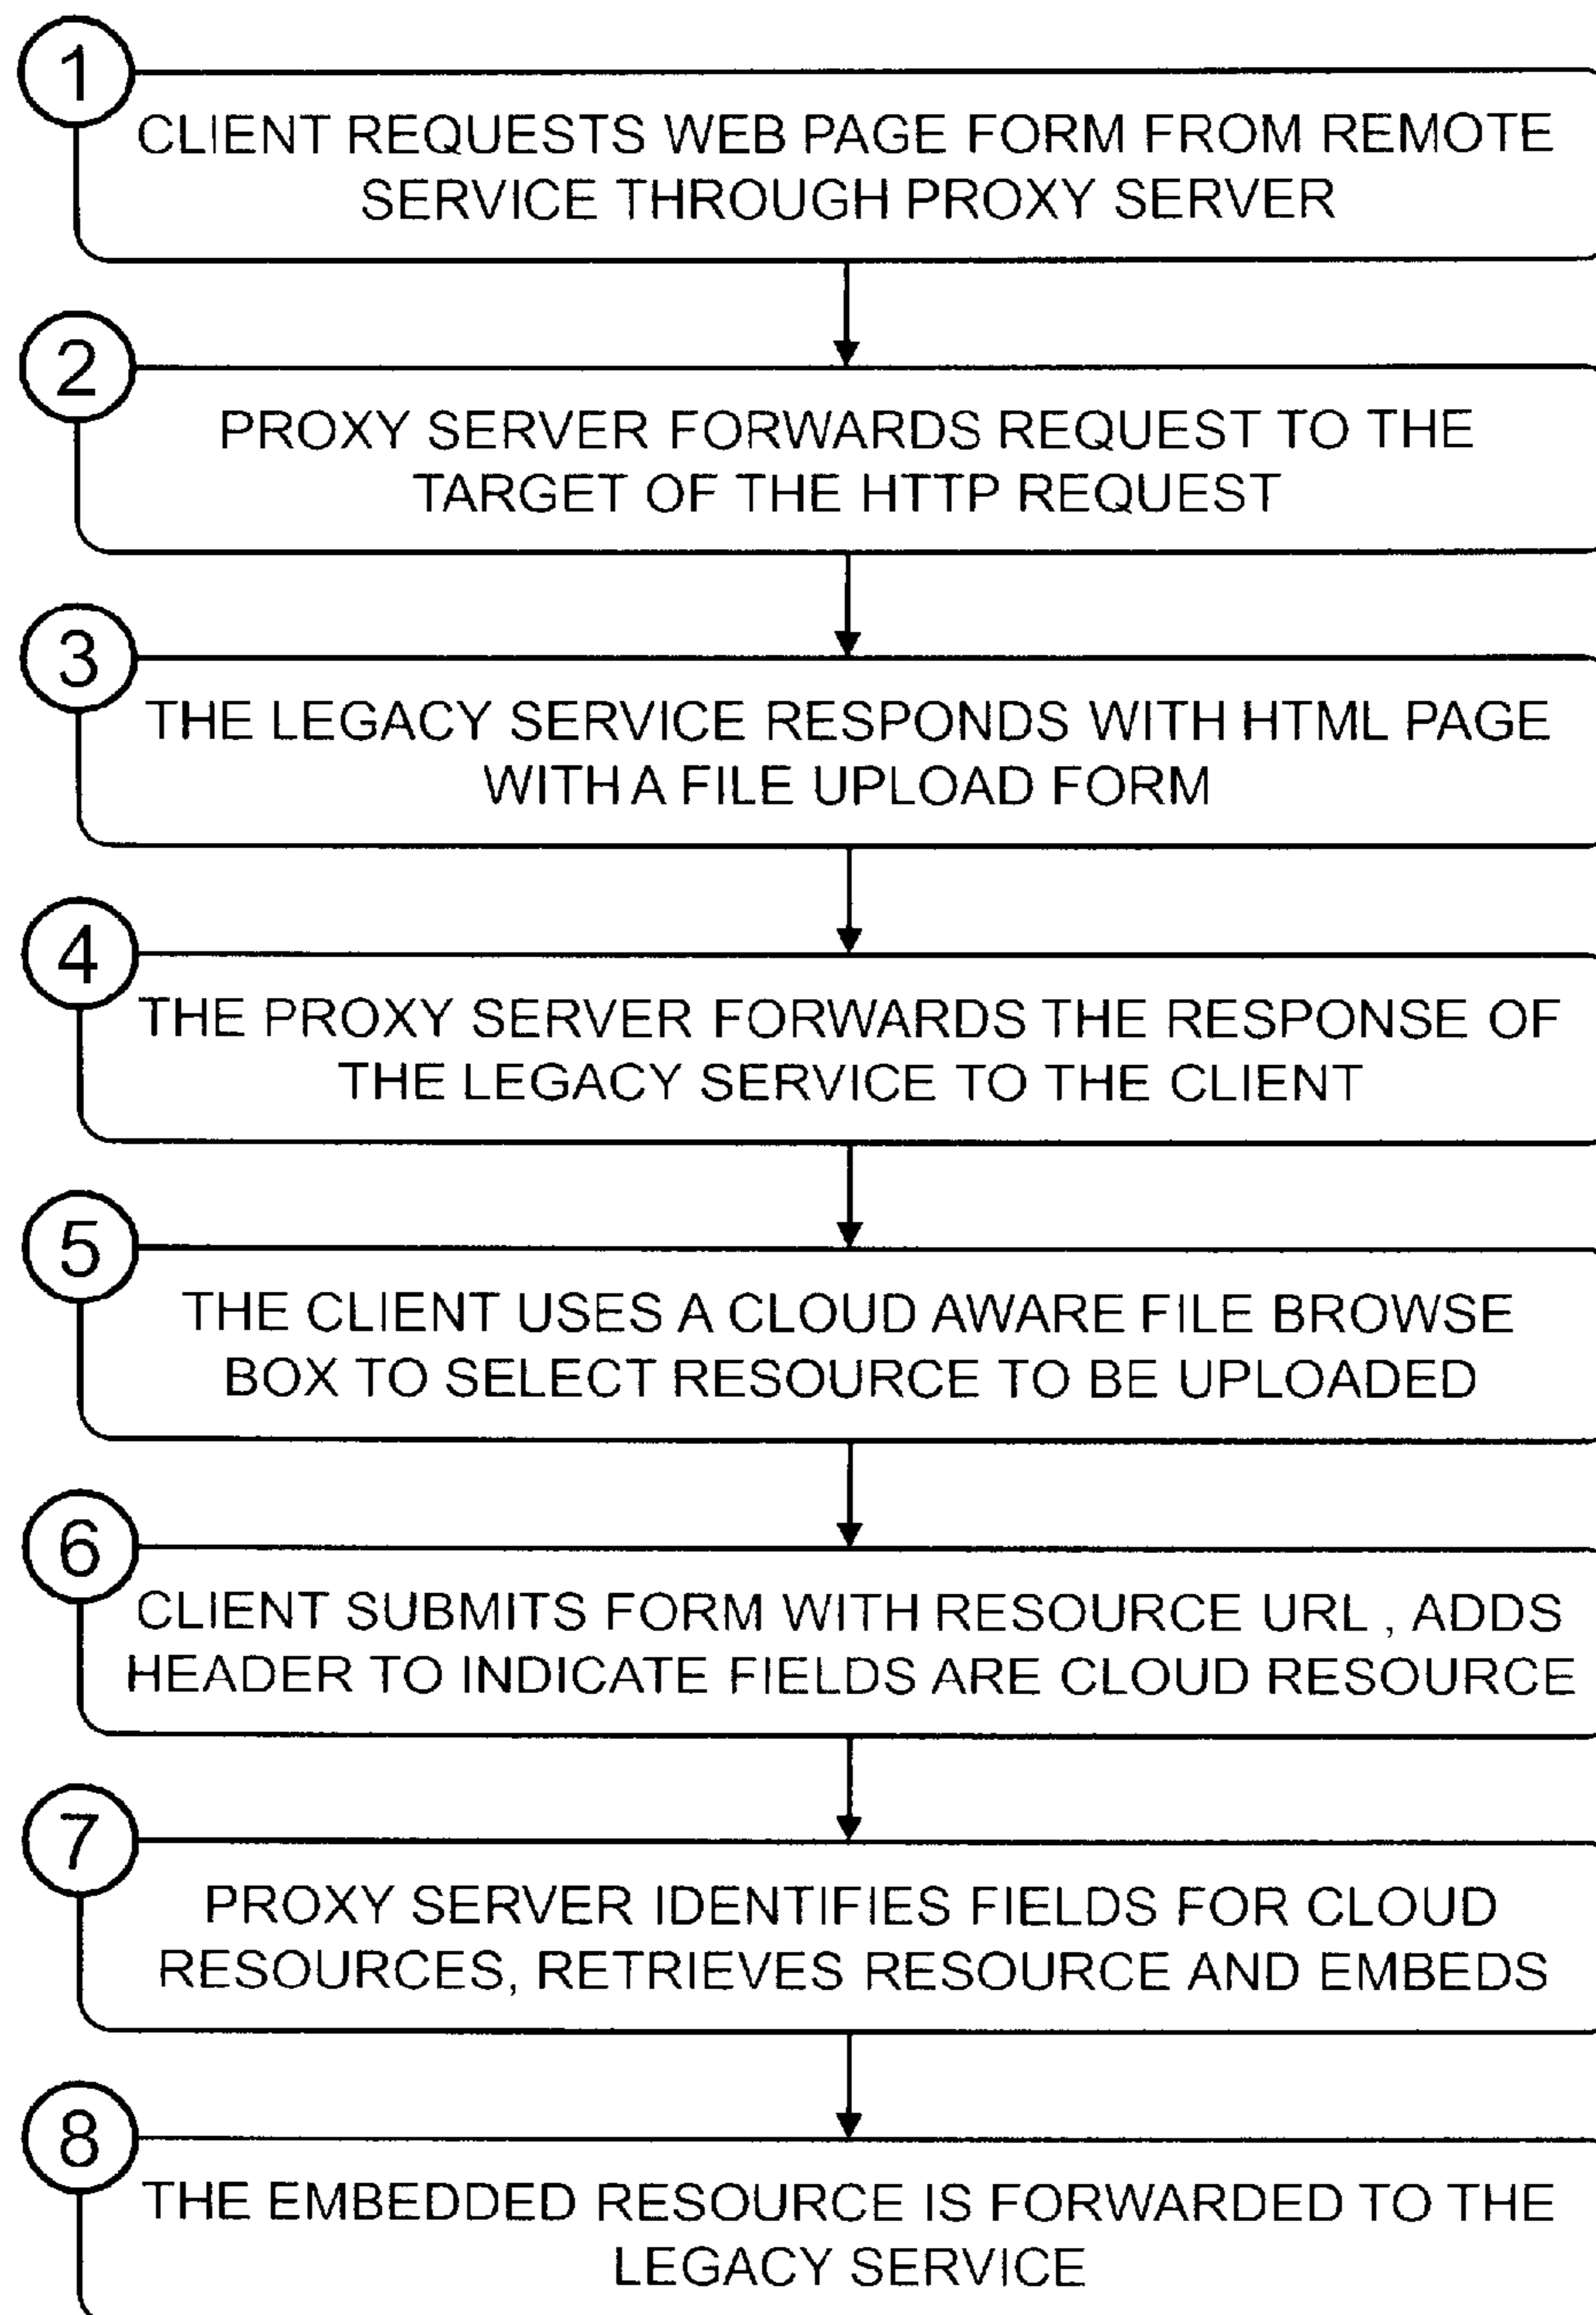 1
CLIENT REQUESTS WEB PAGE FORM FROM REMOTE
SERVICE THROUGH PROXY SERVER
2
PROXY SERVER FORWARDS REQUEST TO THE
TARGET OF THE HTTP REQUEST
3
THE LEGACY SERVICE RESPONDS WITH HTML PAGE
WITH A FILE UPLOAD FORM
4
THE PROXY SERVER FORWARDS THE RESPONSE OF
THE LEGACY SERVICE TO THE CLIENT
5
THE CLIENT USES A CLOUD AWARE FILE BROWSE
BOX TO SELECT RESOURCE TO BE UPLOADED
6
CLIENT SUBMITS FORM WITH RESOURCE URL , ADDS
HEADER TO INDICATE FIELDS ARE CLOUD RESOURCE
7
PROXY SERVER IDENTIFIES FIELDS FOR CLOUD
RESOURCES, RETRIEVES RESOURCE AND EMBEDS
8
THE EMBEDDED RESOURCE IS FORWARDED TO THE
LEGACY SERVICE